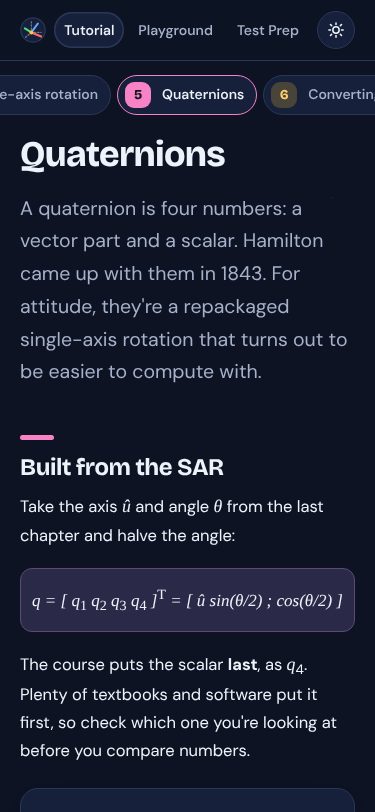 Tutorial Playground Test Prep
e-axis rotation 5 Quaternions 6 Convertin
Quaternions
A quaternion is four numbers: a
vector part and a scalar. Hamilton
came up with them in 1843. For
attitude, they're a repackaged
single-axis rotation that turns out to
be easier to compute with.
Built from the SAR
Take the axis û and angle θ from the last
chapter and halve the angle:
q = [ q₁ q₂ q₃ q₄ ]ᵀ = [ û sin(θ/2) ; cos(θ/2) ]
The course puts the scalar last, as q₄.
Plenty of textbooks and software put it
first, so check which one you're looking at
before you compare numbers.